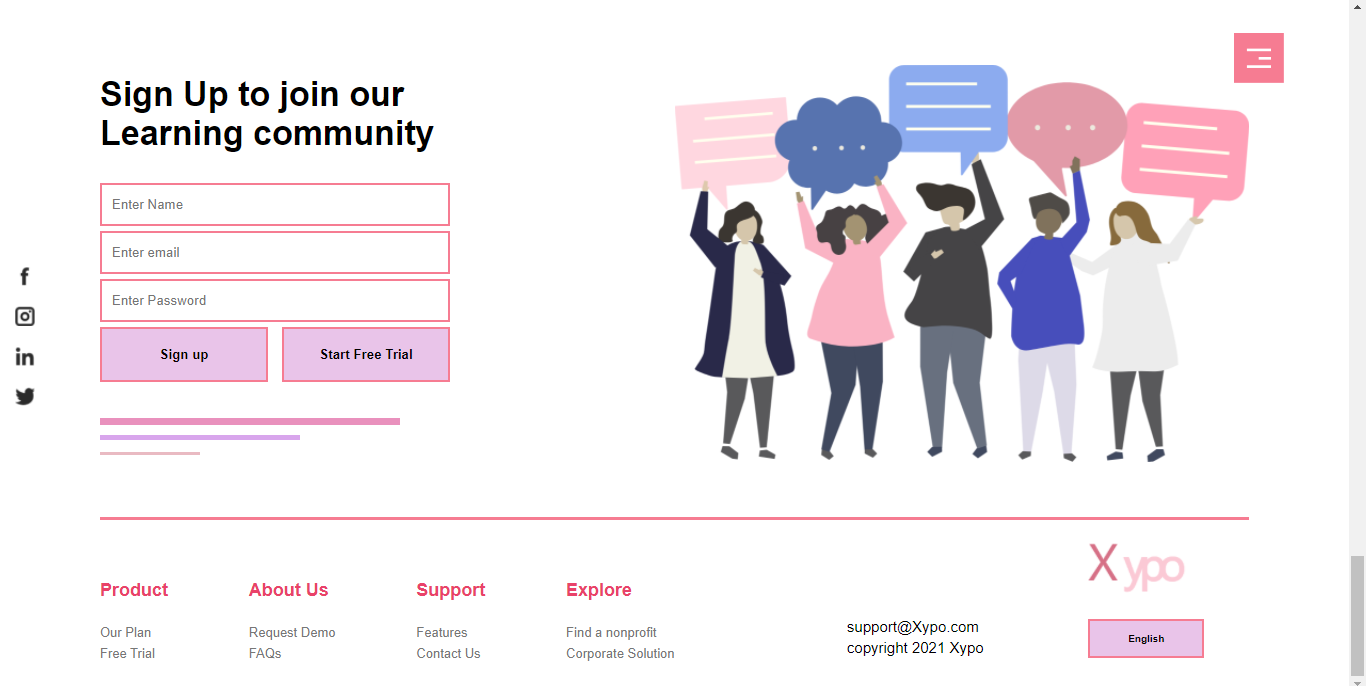 Sign Up to join our
Learning community
Enter Name
Enter email
Enter Password
Sign up
Start Free Trial
Product
Our Plan
Free Trial
About Us
Request Demo
FAQs
Support
Features
Contact Us
Explore
Find a nonprofit
Corporate Solution
support@Xypo.com
copyright 2021 Xypo
Xypo
English